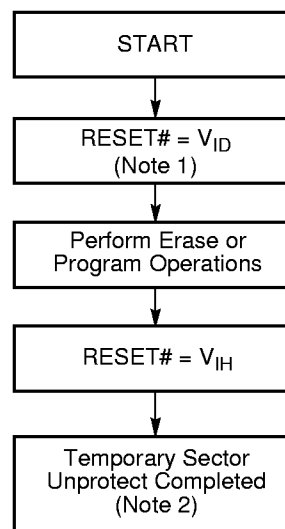 START
RESET# = VID
(Note 1)
Perform Erase or
Program Operations
RESET# = VIH
Temporary Sector
Unprotect Completed
(Note 2)